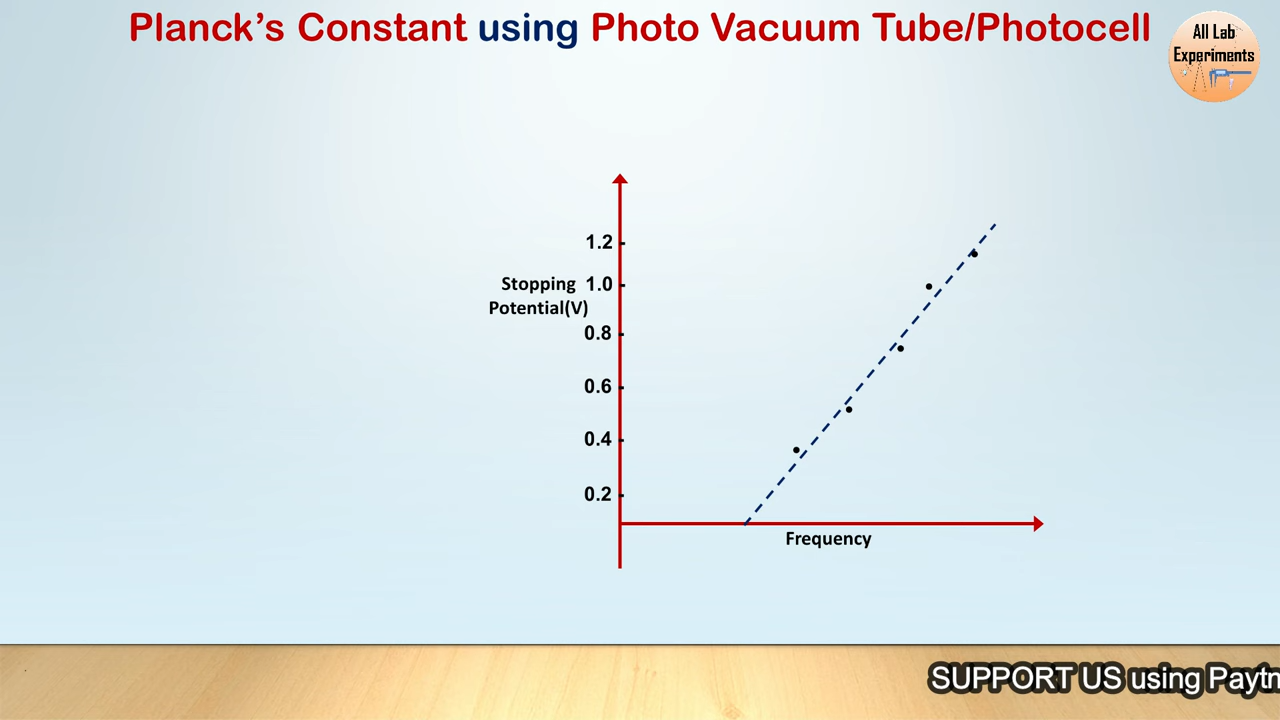 Planck’s Constant using Photo Vacuum Tube/Photocell
All Lab
Experiments
1.2
Stopping 1.0
Potential(V)
0.8
0.6
0.4
0.2
Frequency
SUPPORT US using Paytm